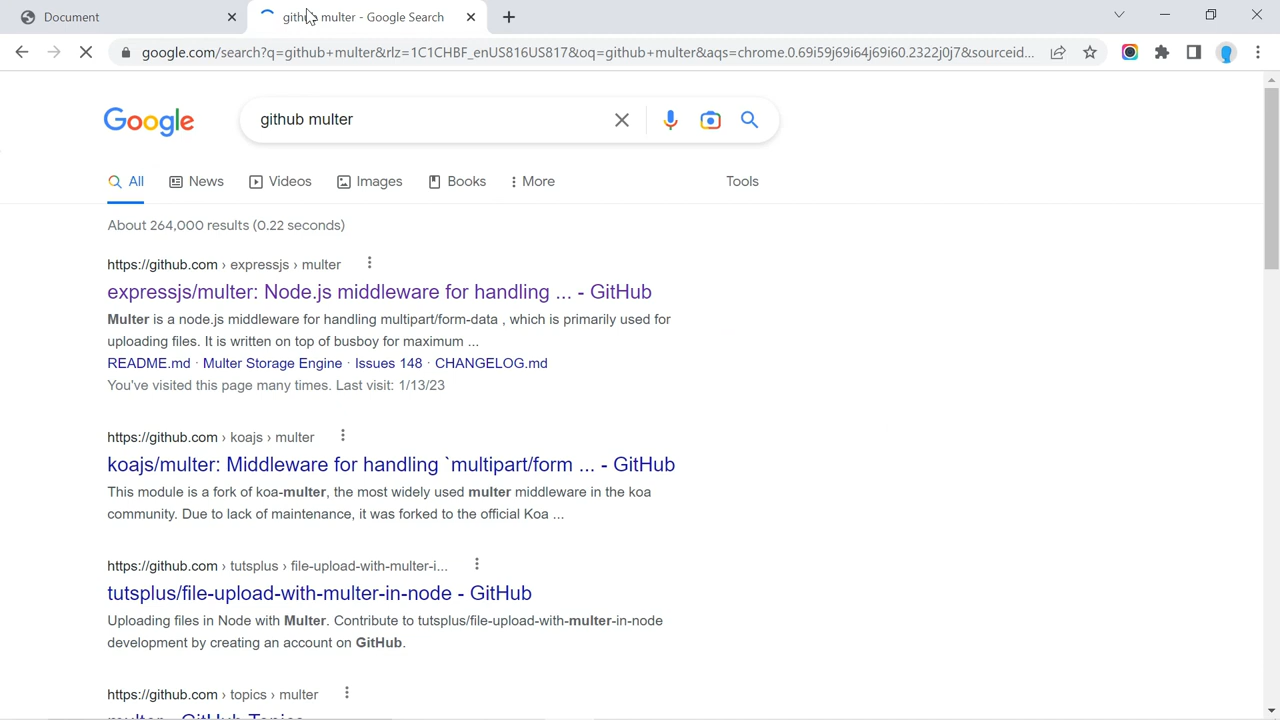 Document
github multer - Google Search
google.com/search?q=github+multer&rlz=1C1CHBF_enUS816US817&oq=github+multer&aqs=chrome.0.69i59j69i64j69i60.2322j0j7&sourceid...
Google
github multer
All
News
Videos
Images
Books
More
Tools
About 264,000 results (0.22 seconds)
https://github.com › expressjs › multer
expressjs/multer: Node.js middleware for handling ... - GitHub
Multer is a node.js middleware for handling multipart/form-data , which is primarily used for
uploading files. It is written on top of busboy for maximum ...
README.md · Multer Storage Engine · Issues 148 · CHANGELOG.md
You've visited this page many times. Last visit: 1/13/23
https://github.com › koajs › multer
koajs/multer: Middleware for handling `multipart/form ... - GitHub
This module is a fork of koa-multer, the most widely used multer middleware in the koa
community. Due to lack of maintenance, it was forked to the official Koa ...
https://github.com › tutsplus › file-upload-with-multer-i...
tutsplus/file-upload-with-multer-in-node - GitHub
Uploading files in Node with Multer. Contribute to tutsplus/file-upload-with-multer-in-node
development by creating an account on GitHub.
https://github.com › topics › multer
multer · GitHub Topics